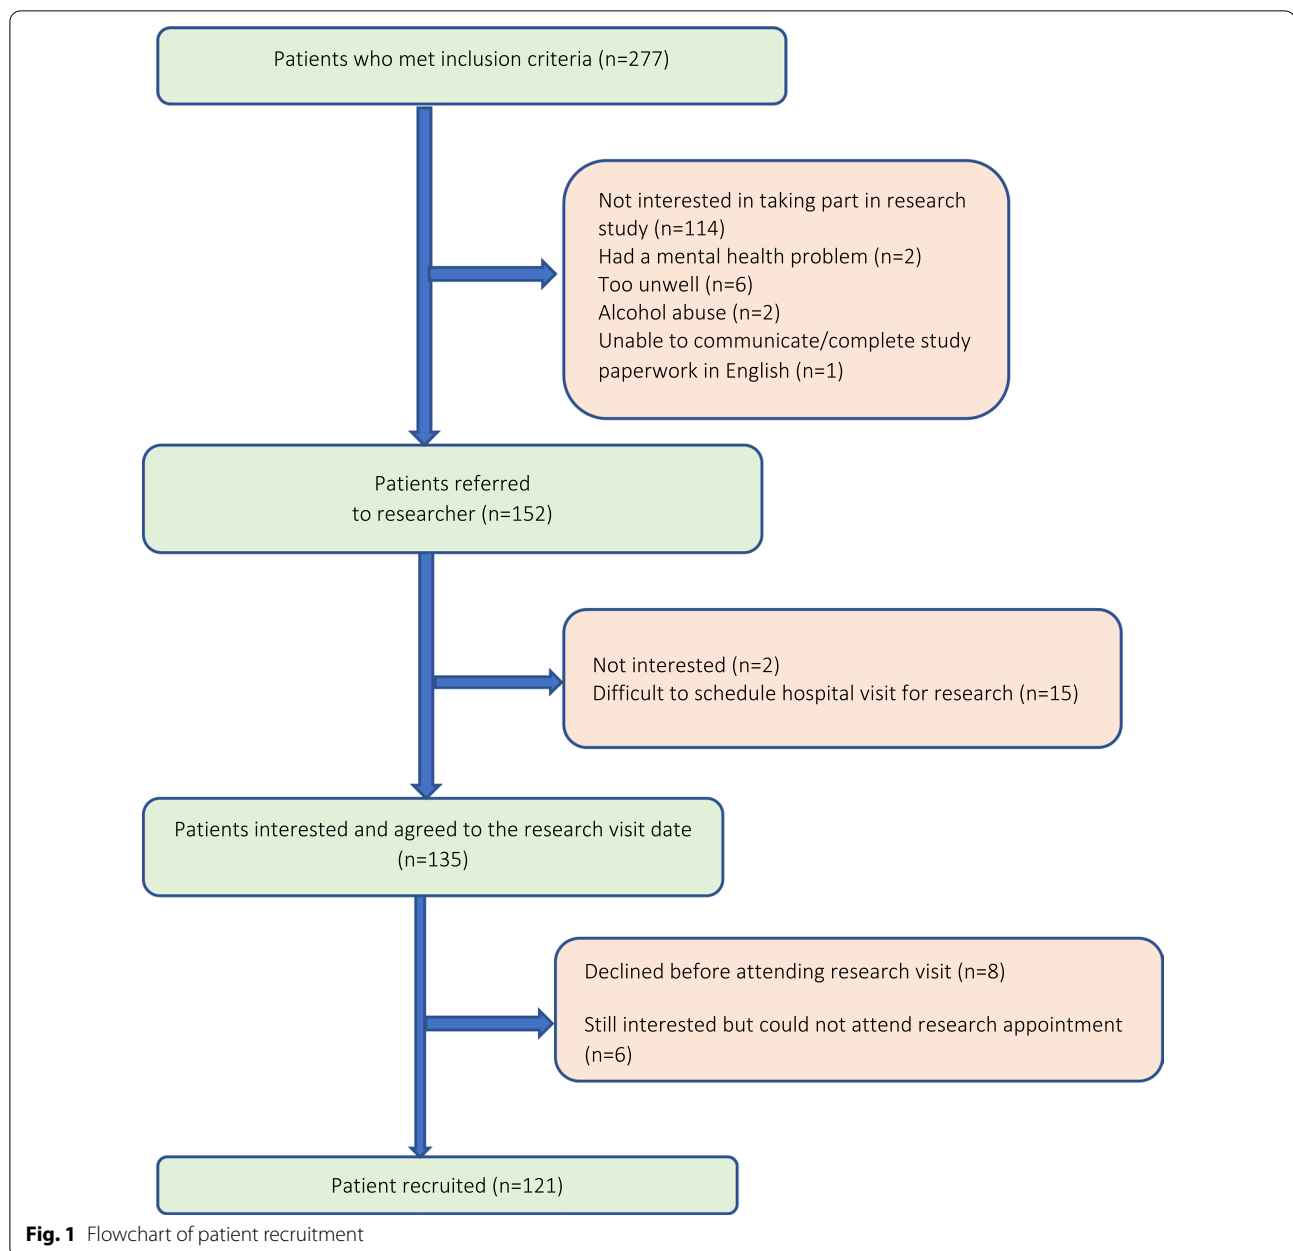 Patients who met inclusion criteria (n=277)
Not interested in taking part in research
study (n=114)
Had a mental health problem (n=2)
Too unwell (n=6)
Alcohol abuse (n=2)
Unable to communicate/complete study
paperwork in English (n=1)
Patients referred
to researcher (n=152)
Not interested (n=2)
Difficult to schedule hospital visit for research (n=15)
Patients interested and agreed to the research visit date
(n=135)
Declined before attending research visit (n=8)
Still interested but could not attend research appointment
(n=6)
Patient recruited (n=121)
Fig. 1 Flowchart of patient recruitment